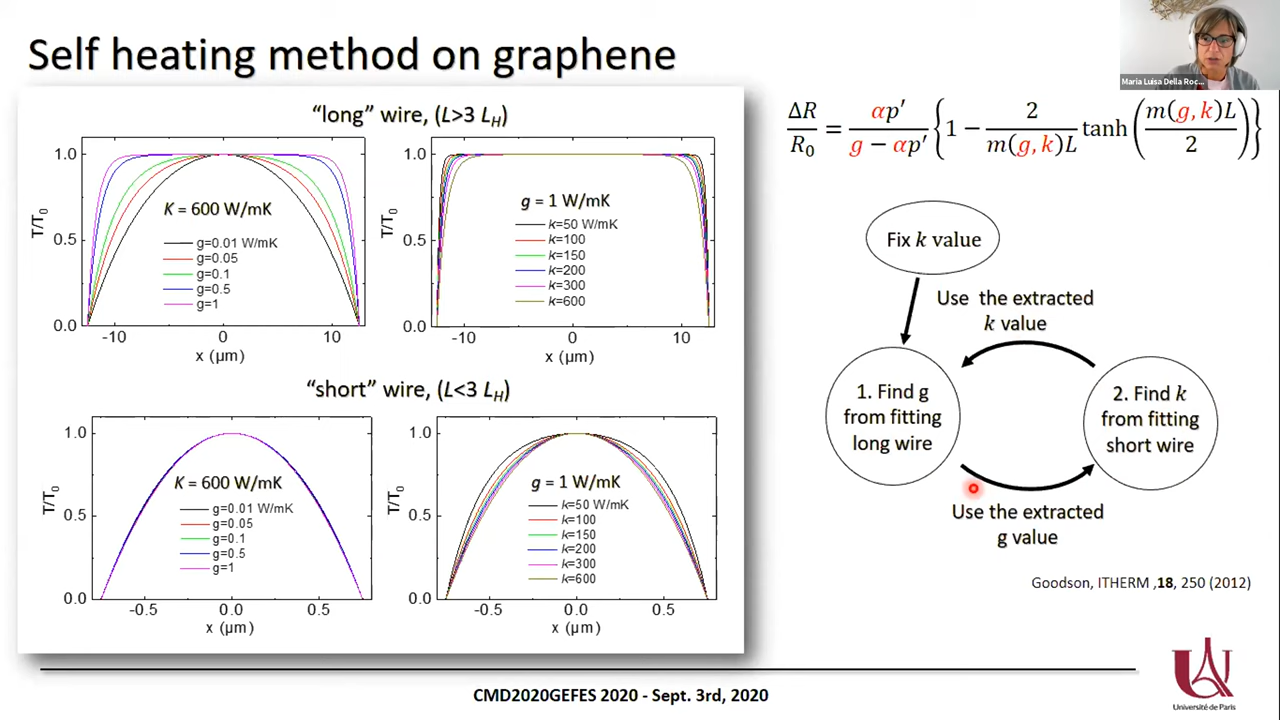 Self heating method on graphene
Maria Luisa Della Roc...
"long" wire, (L>3 L_H)
1.0
0.5
0.0
T/T₀
K = 600 W/mK
g=0.01 W/mK
g=0.05
g=0.1
g=0.5
g=1
-10
0
10
x (µm)
1.0
0.5
0.0
T/T₀
g = 1 W/mK
k=50 W/mK
k=100
k=150
k=200
k=300
k=600
-10
0
10
x (µm)
"short" wire, (L<3 L_H)
1.0
0.5
0.0
T/T₀
K = 600 W/mK
g=0.01 W/mK
g=0.05
g=0.1
g=0.5
g=1
-0.5
0.0
0.5
x (µm)
1.0
0.5
0.0
T/T₀
g = 1 W/mK
k=50 W/mK
k=100
k=150
k=200
k=300
k=600
-0.5
0.0
0.5
x (µm)
ΔR/R₀ = αp′/(g − αp′) {1 − 2/(m(g, k)L) tanh (m(g, k)L/2)}
Fix k value
Use the extracted
k value
1. Find g
from fitting
long wire
2. Find k
from fitting
short wire
Use the extracted
g value
Goodson, ITHERM ,18, 250 (2012)
CMD2020GEFES 2020 - Sept. 3rd, 2020
Université de Paris